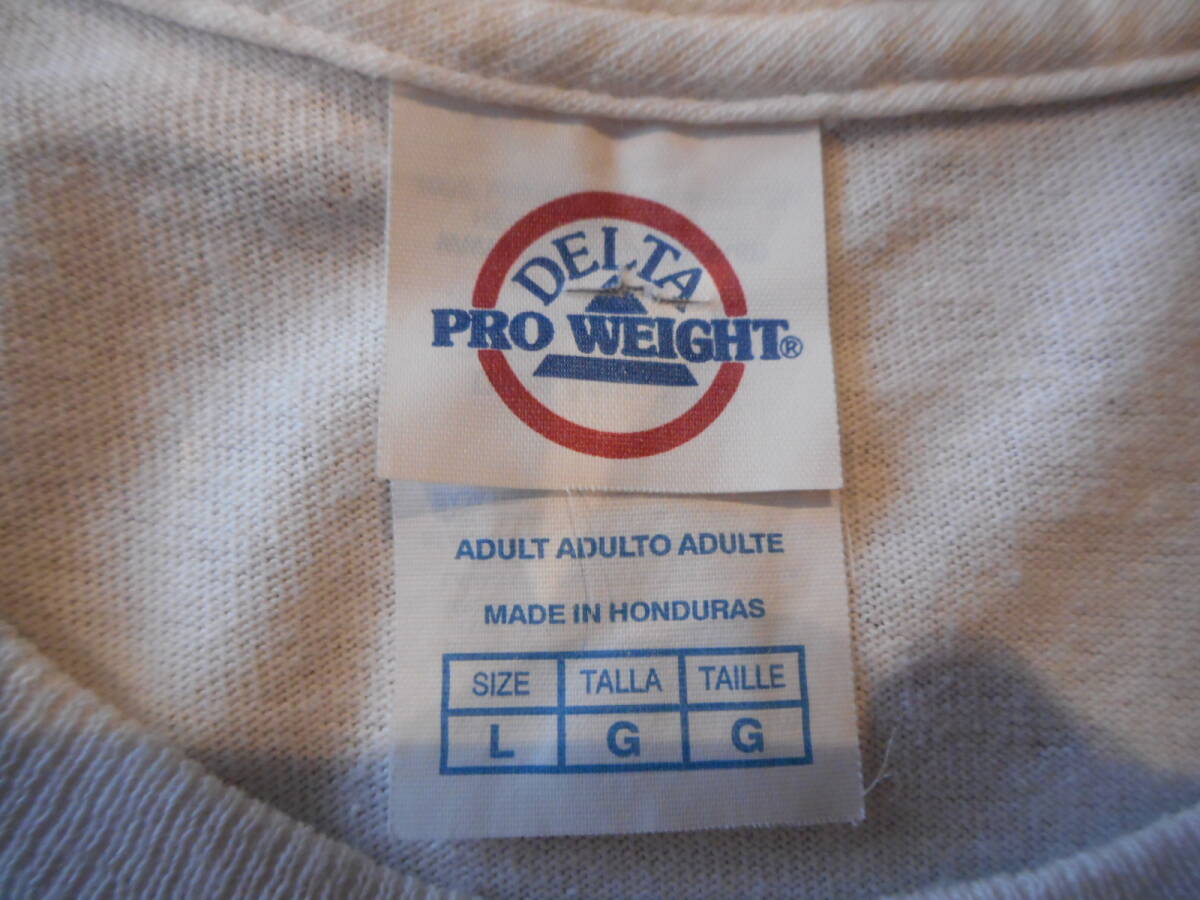 DELTA
PRO WEIGHT®
ADULT ADULTO ADULTE
MADE IN HONDURAS
SIZE TALLA TAILLE
L G G